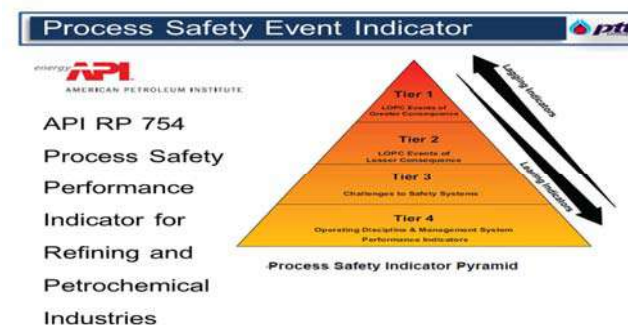 Process Safety Event Indicator
ptt
energy API
AMERICAN PETROLEUM INSTITUTE
API RP 754
Process Safety
Performance
Indicator for
Refining and
Petrochemical
Industries
Tier 1
LOPC Events of
Greater Consequence
Tier 2
LOPC Events of
Lesser Consequence
Tier 3
Challenges to Safety Systems
Tier 4
Operating Discipline & Management System
Performance Indicators
Lagging Indicators
Leading Indicators
Process Safety Indicator Pyramid